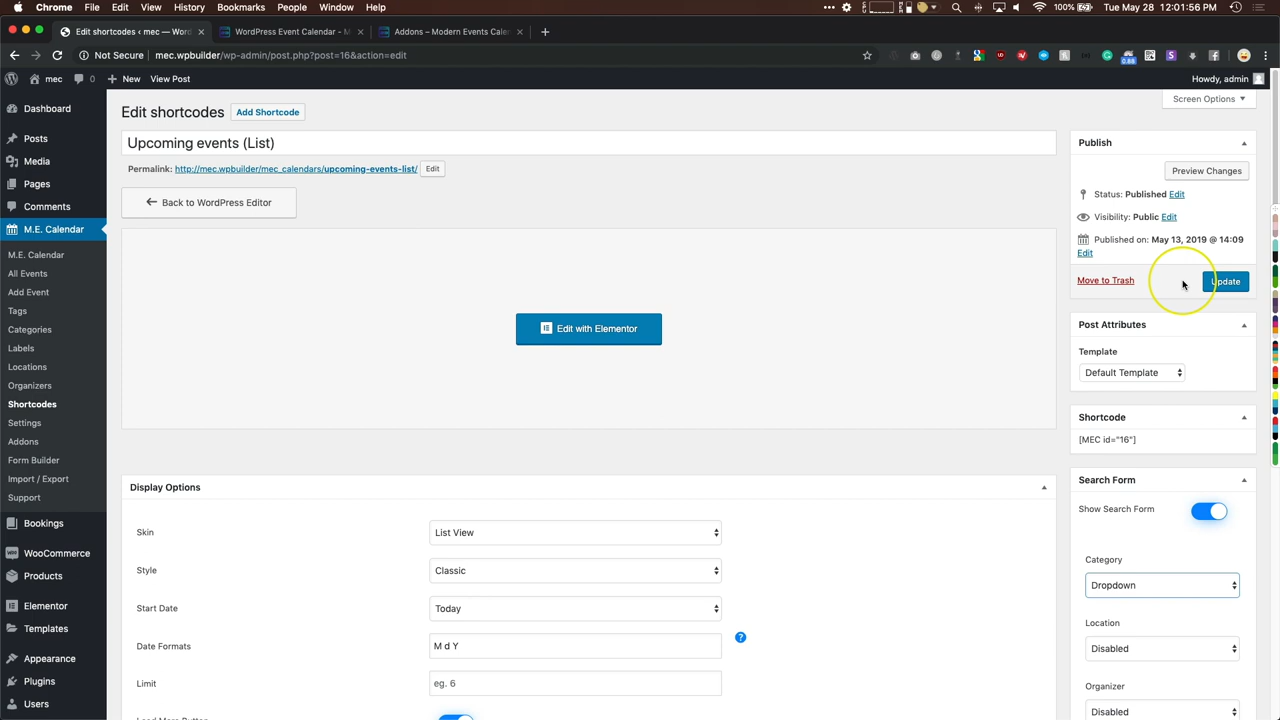 Chrome File Edit View History Bookmarks People Window Help 100% Tue 12:01:56 AM
Edit shortcodes ‹ mec — Word
WordPress Event Calendar - M
Addons – Modern Events Cale
Not Secure mec.wpbuilder/wp-admin/post.php?post=16&action=edit
0.88
mec 0 New View Post Howdy, admin
Screen Options
Dashboard
Posts
Media
Pages
Comments
M.E. Calendar
M.E. Calendar
All Events
Add Event
Tags
Categories
Labels
Locations
Organizers
Shortcodes
Settings
Addons
Form Builder
Import / Export
Support
Bookings
WooCommerce
Products
Elementor
Templates
Appearance
Plugins
Users
Edit shortcodes Add Shortcode
Upcoming events (List)
Permalink: http://mec.wpbuilder/mec_calendars/upcoming-events-list/ Edit
← Back to WordPress Editor
Edit with Elementor
Display Options
Skin List View
Style Classic
Start Date Today
Date Formats M d Y ?
Limit eg. 6
Load More Button
Publish
Preview Changes
Status: Published Edit
Visibility: Public Edit
Published on: May 13, 2019 @ 14:09
Edit
Move to Trash Update
Post Attributes
Template
Default Template
Shortcode
[MEC id="16"]
Search Form
Show Search Form
Category
Dropdown
Location
Disabled
Organizer
Disabled